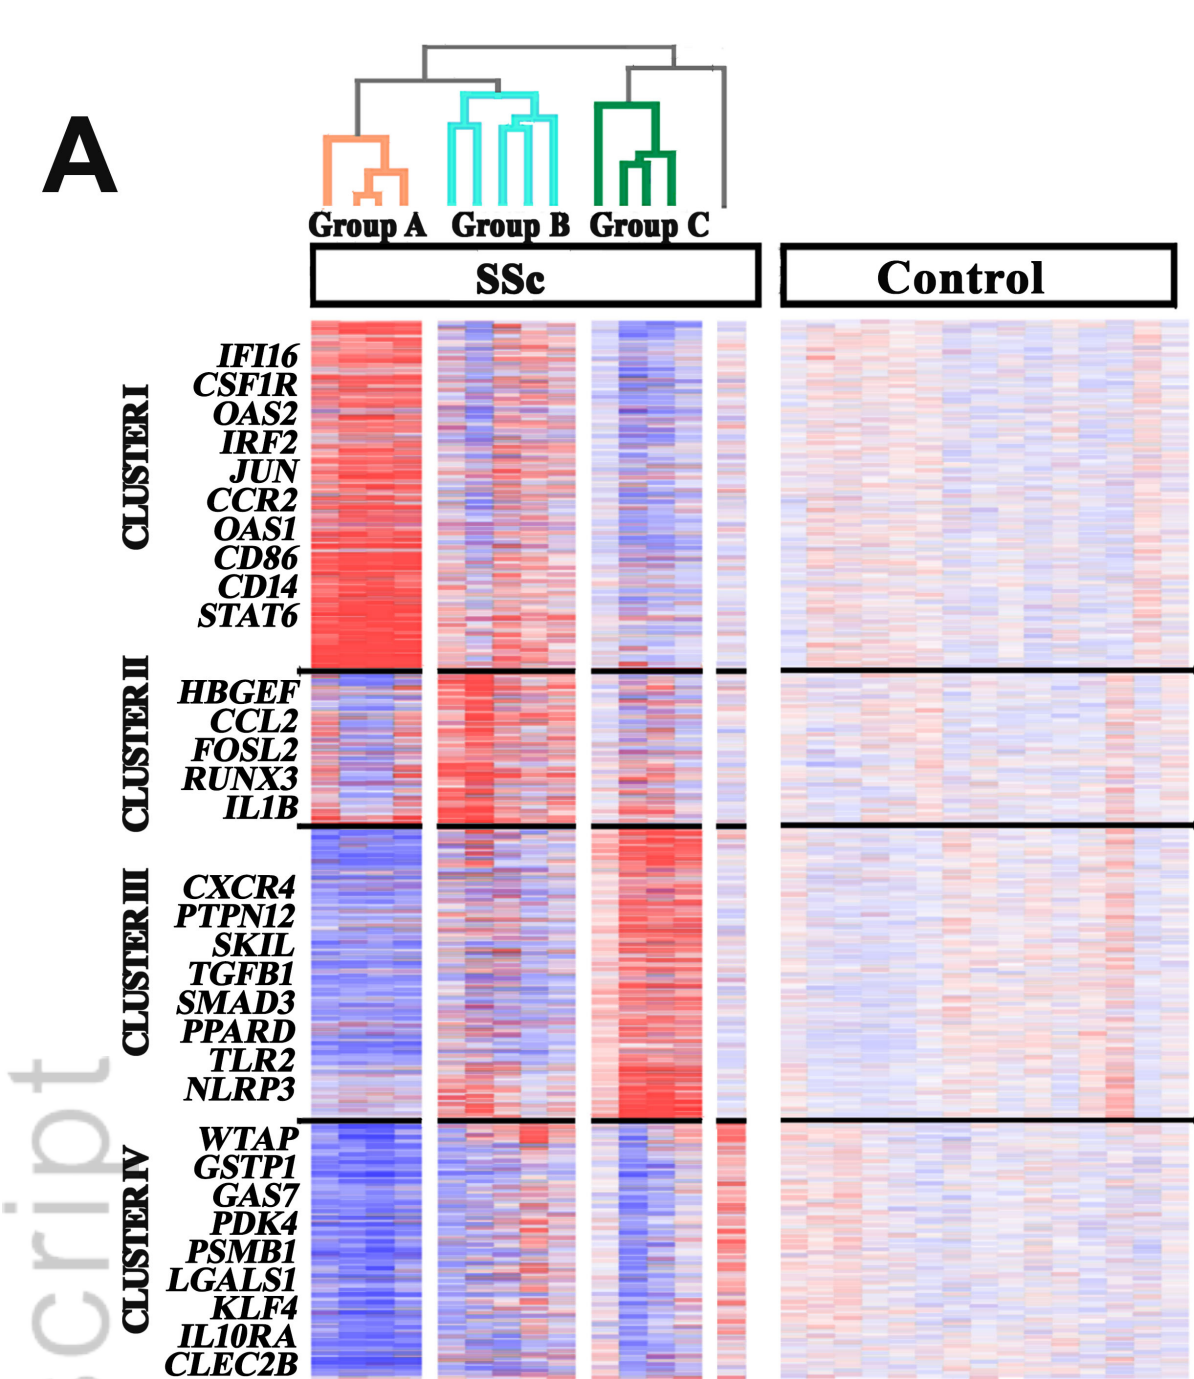 A
Group A Group B Group C
SSc Control
CLUSTER I
IFI16
CSF1R
OAS2
IRF2
JUN
CCR2
OAS1
CD86
CD14
STAT6
CLUSTER II
HBGEF
CCL2
FOSL2
RUNX3
IL1B
CLUSTER III
CXCR4
PTPN12
SKIL
TGFB1
SMAD3
PPARD
TLR2
NLRP3
CLUSTER IV
WTAP
GSTP1
GAS7
PDK4
PSMB1
LGALS1
KLF4
IL10RA
CLEC2B
script